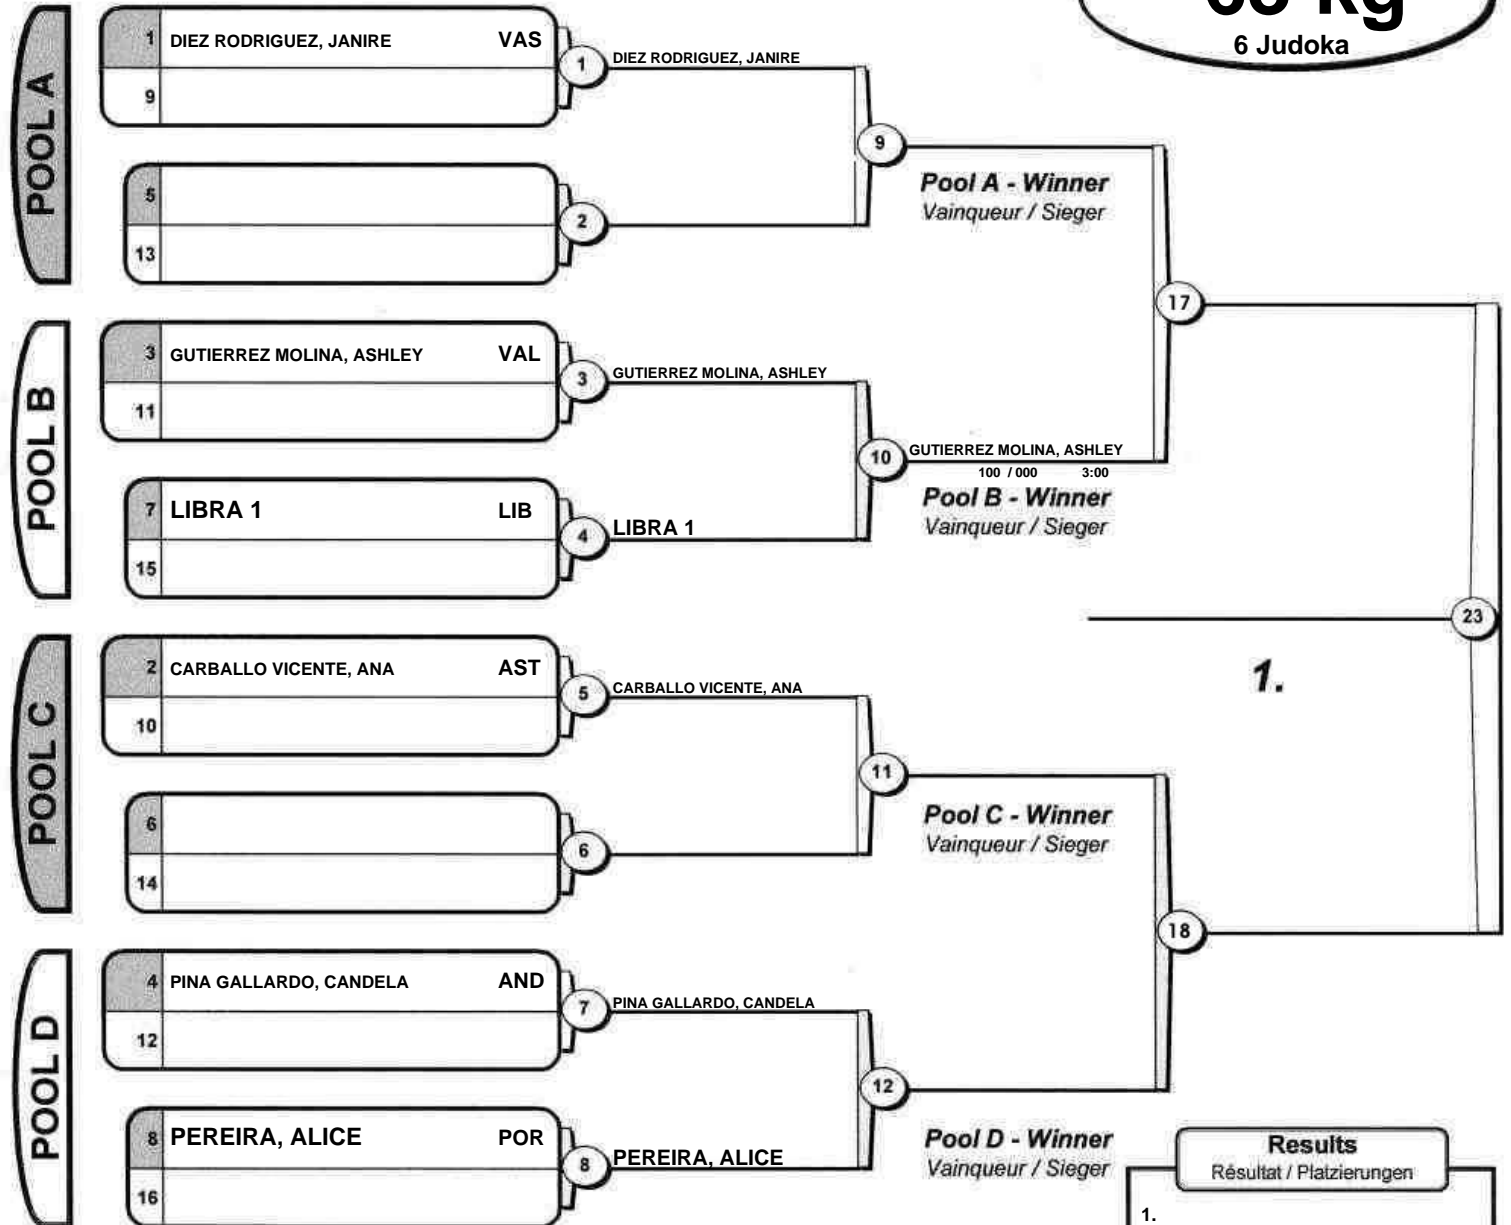 kg
6 Judoka
POOL A
1 DIEZ RODRIGUEZ, JANIRE VAS
9
1 DIEZ RODRIGUEZ, JANIRE
5
13
2
9
Pool A - Winner
Vainqueur / Sieger
POOL B
3 GUTIERREZ MOLINA, ASHLEY VAL
11
3 GUTIERREZ MOLINA, ASHLEY
7 LIBRA 1 LIB
15
4 LIBRA 1
10 GUTIERREZ MOLINA, ASHLEY
100 / 000 3:00
Pool B - Winner
Vainqueur / Sieger
17
POOL C
2 CARBALLO VICENTE, ANA AST
10
5 CARBALLO VICENTE, ANA
6
14
6
11
Pool C - Winner
Vainqueur / Sieger
23
1.
POOL D
4 PINA GALLARDO, CANDELA AND
12
7 PINA GALLARDO, CANDELA
8 PEREIRA, ALICE POR
16
8 PEREIRA, ALICE
12
Pool D - Winner
Vainqueur / Sieger
18
Results
Résultat / Platzierungen
1.